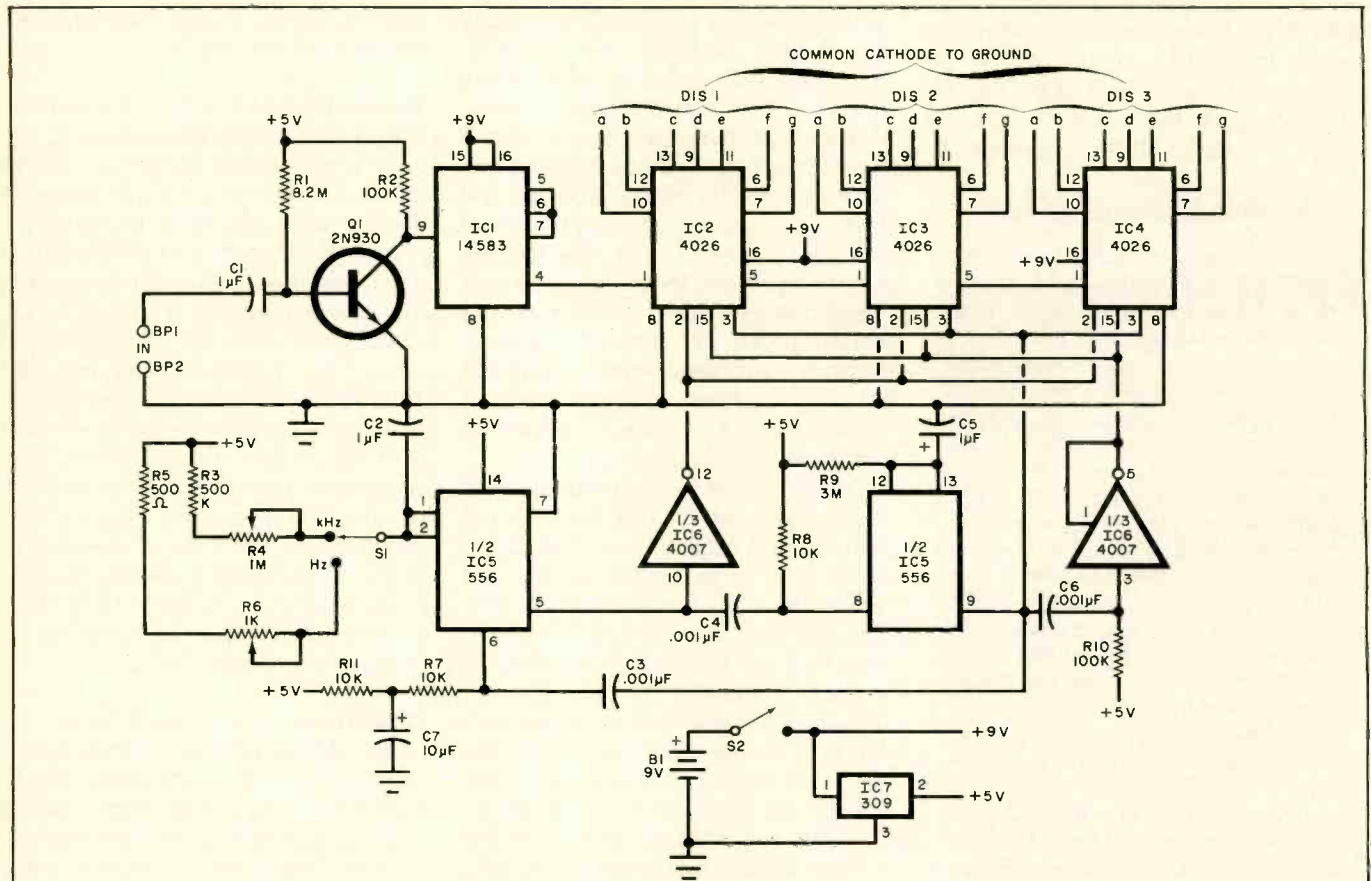 COMMON CATHODE TO GROUND
DIS 1
DIS 2
DIS 3
a b c d e f g a b c d e f g a b c d e f g
+5V
+9V
15 16
13 9 11
13 9 11
13 9 11
R1
8.2M
R2
100K
5
6
7
12
10
6
7
12
10
6
7
12
10
6
7
Q1
2N930
9
IC1
14583
IC2
4026
IC3
4026
IC4
4026
+9V
16
16
+9V
16
C1
1µF
4
1
5
1
5
1
8
8 2 15 3
8 2 15 3
2 15 3 8
BP1
IN
BP2
C2
1µF
+5V
+5V
C5
1µF
+
+5V
R5
500
Ω
R3
500
K
14
12
R9
3M
12 13
5
kHz
S1
1
2
7
1/3
IC6
4007
1
1/3
IC6
4007
R4
1M
Hz
1/2
IC5
556
R8
10K
1/2
IC5
556
10
3
R6
1K
5
8
9
C6
.001µF
6
C4
.001µF
R10
100K
R11
10K
R7
10K
C3
.001µF
+5V
+5V
+
C7
10µF
S2
+9V
+
B1
9V
1
IC7
309
2
+5V
3